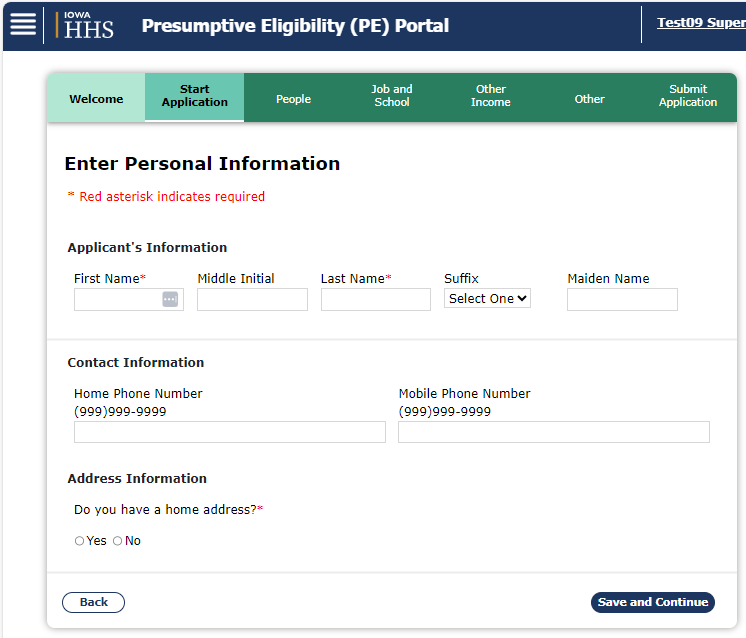 IOWA
HHS
Presumptive Eligibility (PE) Portal
Test09 Super
Welcome
Start
Application
People
Job and
School
Other
Income
Other
Submit
Application
Enter Personal Information
* Red asterisk indicates required
Applicant's Information
First Name*
Middle Initial
Last Name*
Suffix
Maiden Name
Select One
Contact Information
Home Phone Number
(999)999-9999
Mobile Phone Number
(999)999-9999
Address Information
Do you have a home address?*
Yes No
Back
Save and Continue